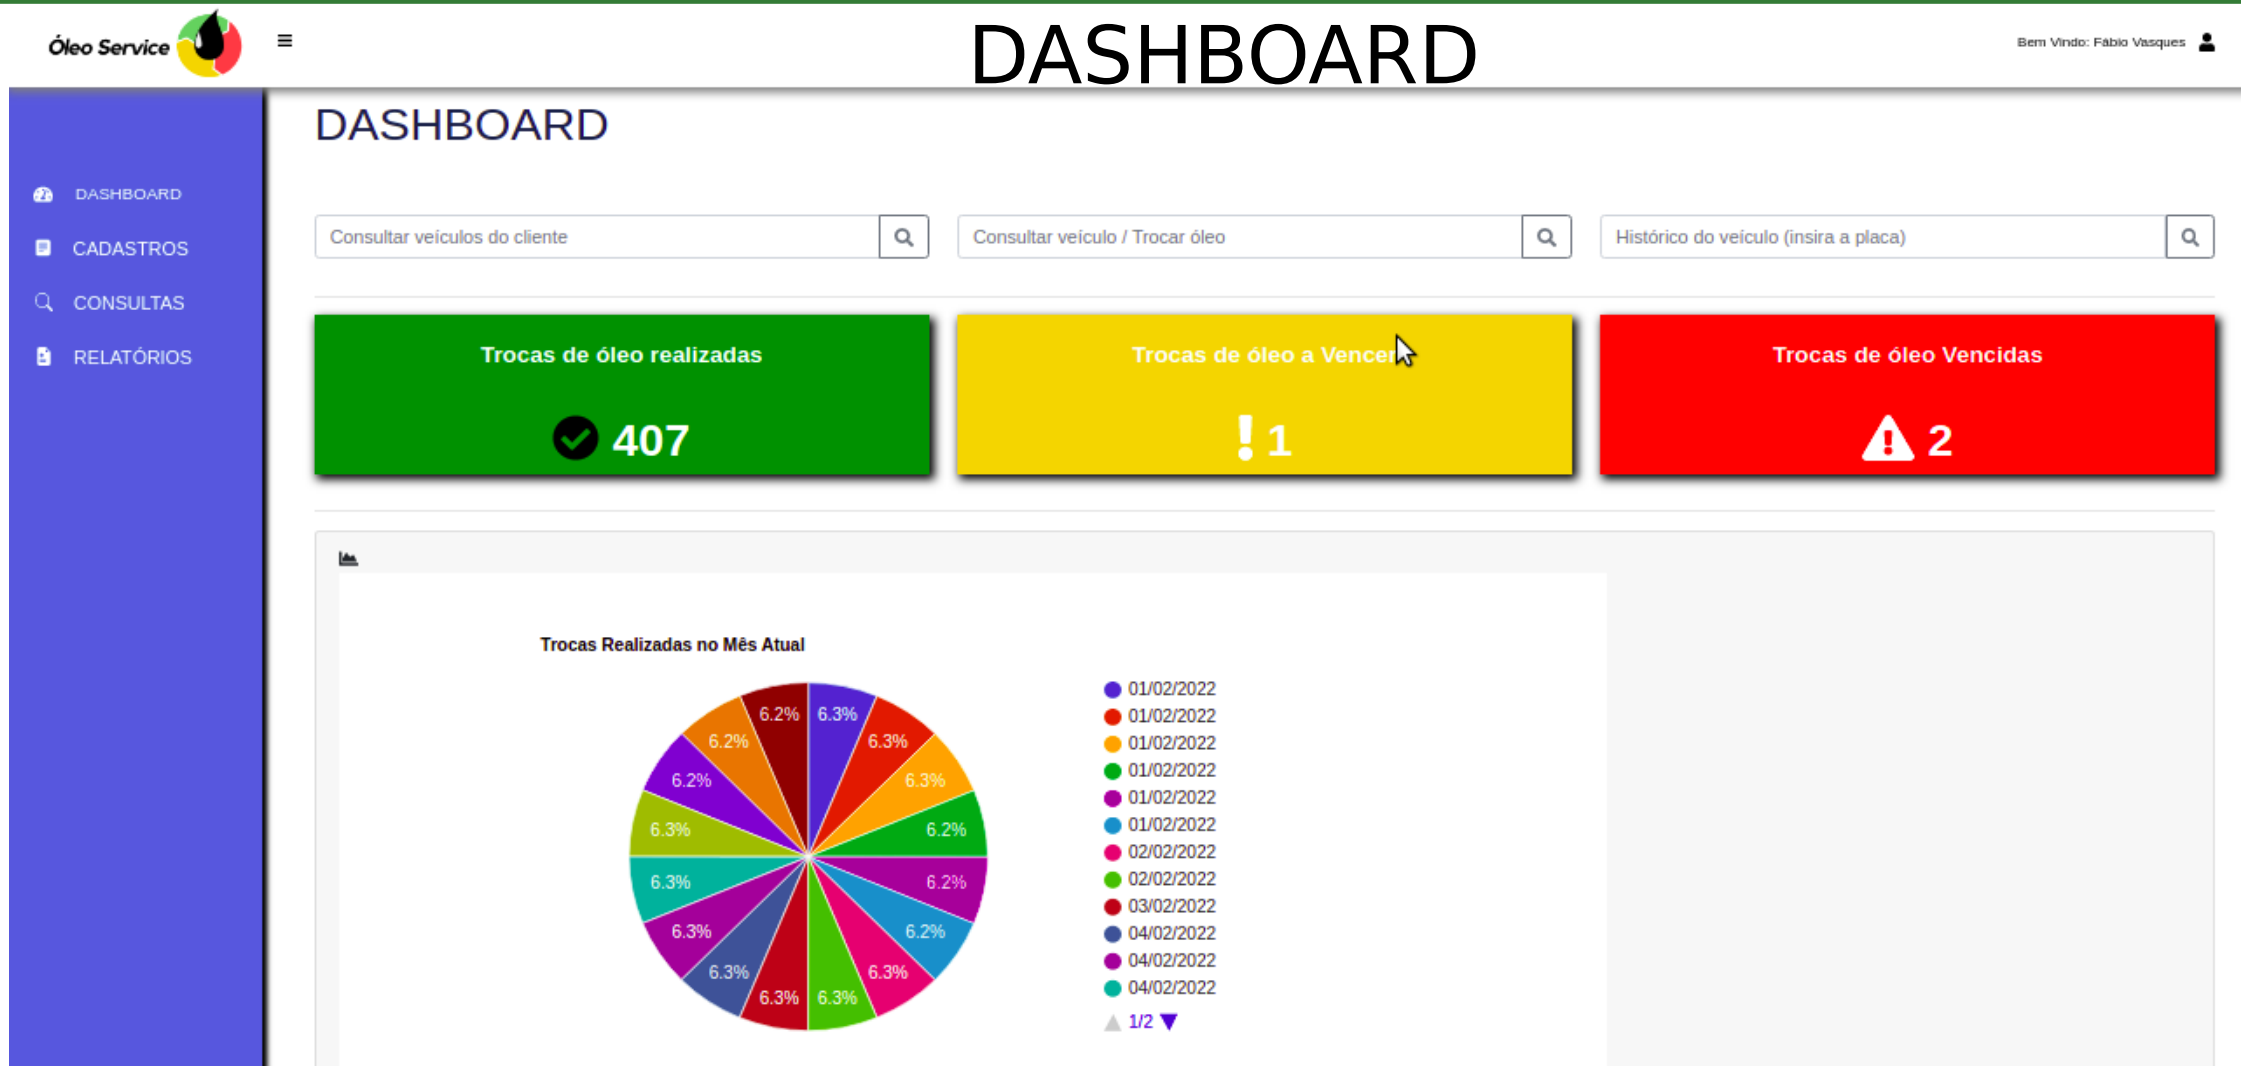 Óleo Service
DASHBOARD
Bem Vindo: Fábio Vasques
DASHBOARD
DASHBOARD
CADASTROS
CONSULTAS
RELATÓRIOS
Consultar veículos do cliente
Consultar veículo / Trocar óleo
Histórico do veículo (insira a placa)
Trocas de óleo realizadas
407
Trocas de óleo a Vencer
1
Trocas de óleo Vencidas
2
Trocas Realizadas no Mês Atual
6.2% 6.3%
6.2% 6.3%
6.2% 6.3%
6.3% 6.2%
6.3% 6.2%
6.3% 6.2%
6.3% 6.3%
6.3% 6.3%
01/02/2022
01/02/2022
01/02/2022
01/02/2022
01/02/2022
01/02/2022
02/02/2022
02/02/2022
03/02/2022
04/02/2022
04/02/2022
04/02/2022
1/2